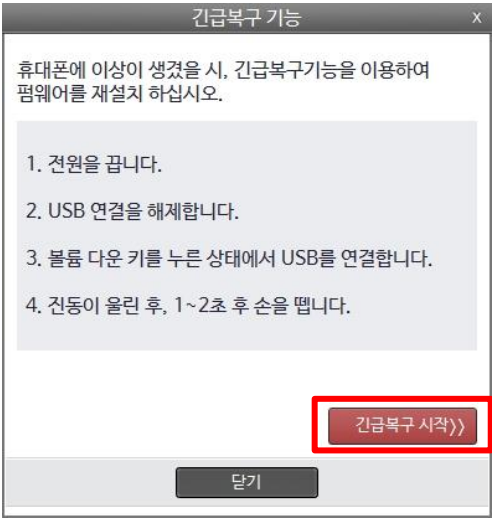 긴급복구 기능 X
휴대폰에 이상이 생겼을 시, 긴급복구기능을 이용하여
펌웨어를 재설치 하십시오.
1. 전원을 끕니다.
2. USB 연결을 해제합니다.
3. 볼륨 다운 키를 누른 상태에서 USB를 연결합니다.
4. 진동이 울린 후, 1~2초 후 손을 뗍니다.
긴급복구 시작》
닫기